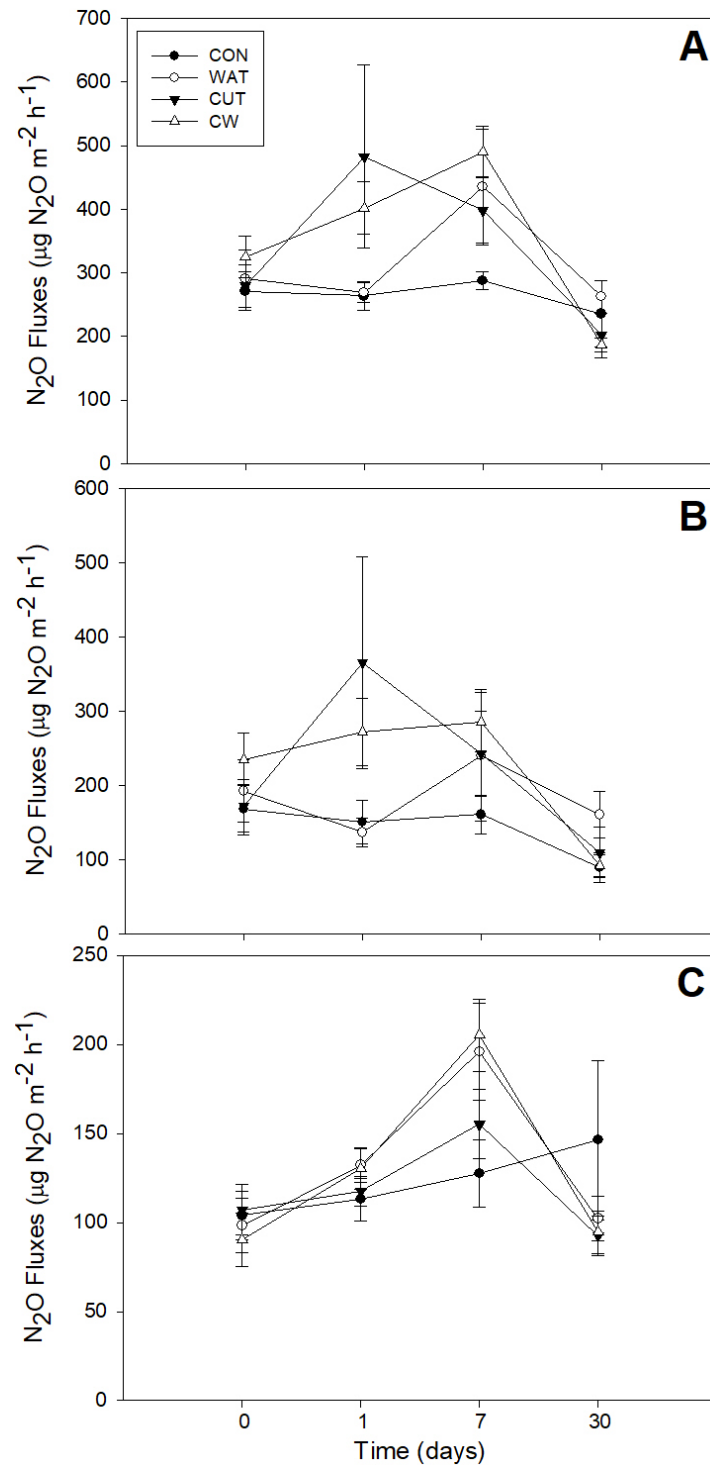 A
CON
WAT
CUT
CW
N₂O Fluxes (µg N₂O m⁻² h⁻¹)
700
600
500
400
300
200
100
0
B
N₂O Fluxes (µg N₂O m⁻² h⁻¹)
600
500
400
300
200
100
0
C
N₂O Fluxes (µg N₂O m⁻² h⁻¹)
250
200
150
100
50
0
0 1 7 30
Time (days)